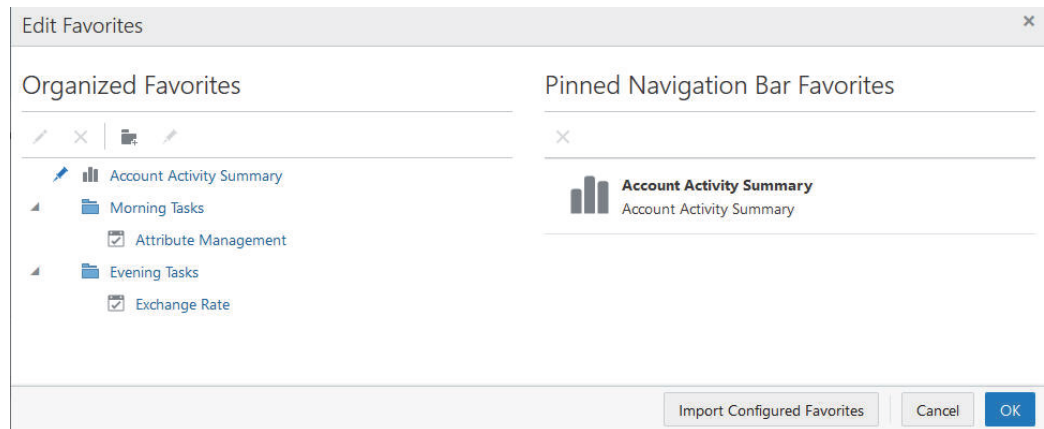 Edit Favorites
Organized Favorites
Account Activity Summary
Morning Tasks
Attribute Management
Evening Tasks
Exchange Rate
Pinned Navigation Bar Favorites
Account Activity Summary
Account Activity Summary
Import Configured Favorites
Cancel
OK